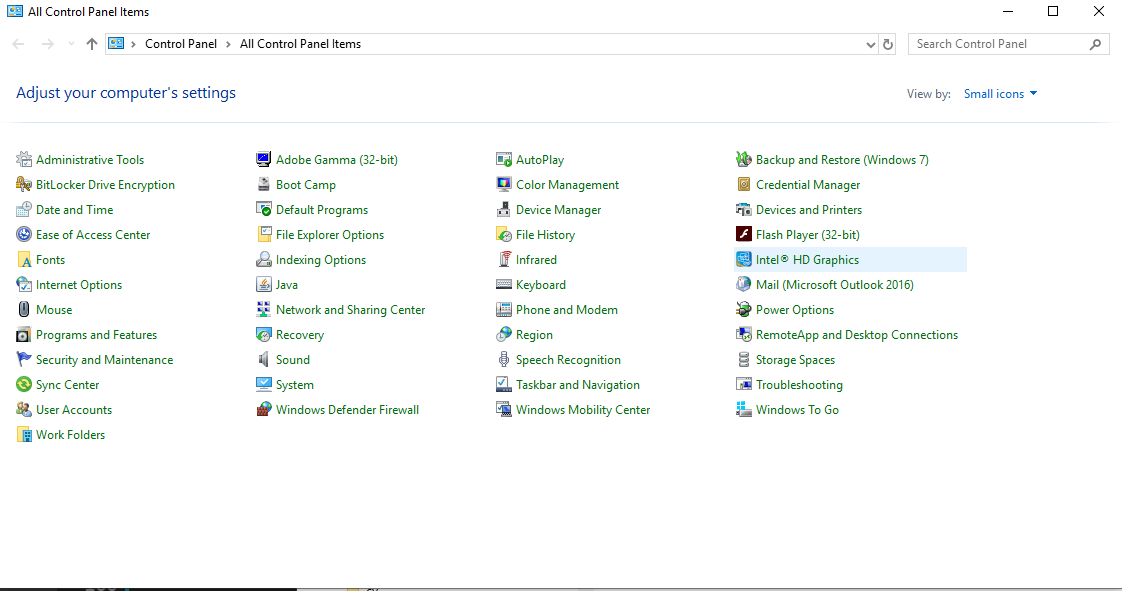 All Control Panel Items
Control Panel > All Control Panel Items
Search Control Panel
Adjust your computer's settings
View by: Small icons
Administrative Tools Adobe Gamma (32-bit) AutoPlay Backup and Restore (Windows 7)
BitLocker Drive Encryption Boot Camp Color Management Credential Manager
Date and Time Default Programs Device Manager Devices and Printers
Ease of Access Center File Explorer Options File History Flash Player (32-bit)
Fonts Indexing Options Infrared Intel® HD Graphics
Internet Options Java Keyboard Mail (Microsoft Outlook 2016)
Mouse Network and Sharing Center Phone and Modem Power Options
Programs and Features Recovery Region RemoteApp and Desktop Connections
Security and Maintenance Sound Speech Recognition Storage Spaces
Sync Center System Taskbar and Navigation Troubleshooting
User Accounts Windows Defender Firewall Windows Mobility Center Windows To Go
Work Folders